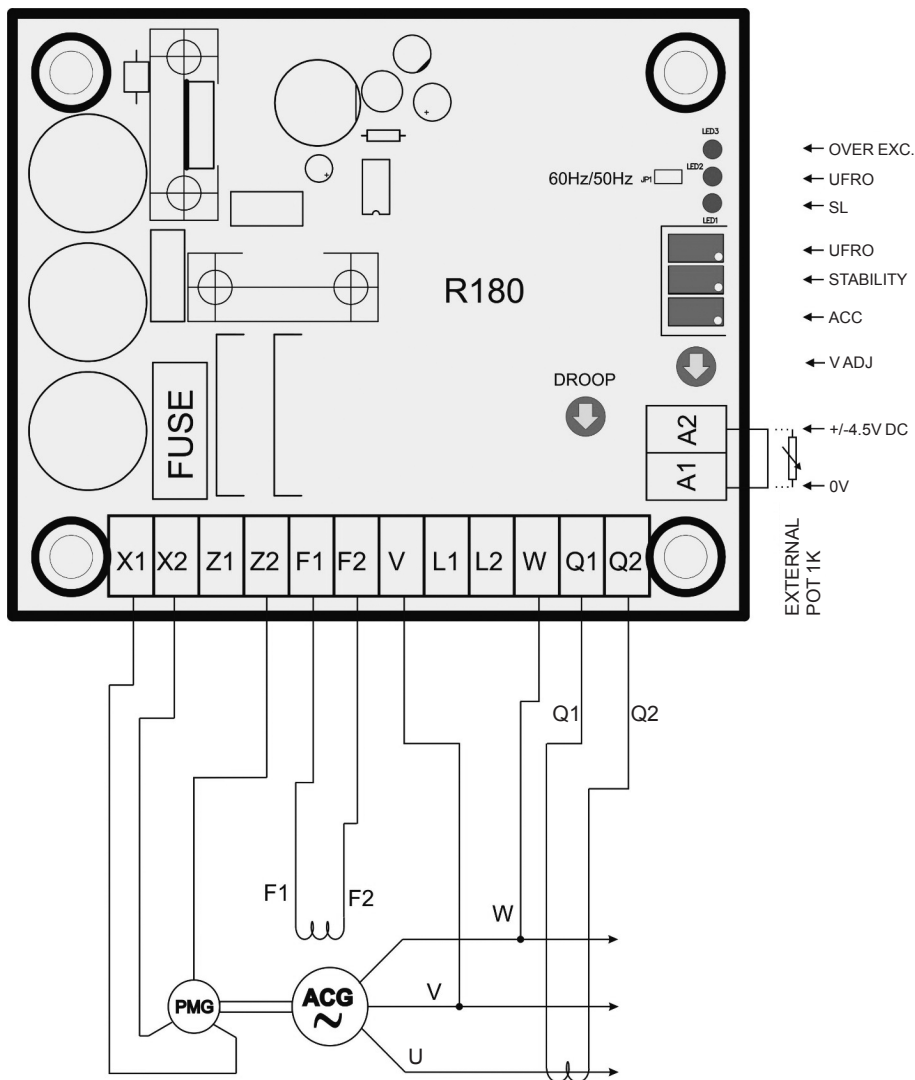 LED3
OVER EXC.
60Hz/50Hz
JP1
LED2
UFRO
SL
LED1
UFRO
STABILITY
R180
ACC
V ADJ
DROOP
FUSE
A2
+/-4.5V DC
A1
0V
EXTERNAL
POT 1K
X1 X2 Z1 Z2 F1 F2 V L1 L2 W Q1 Q2
Q1 Q2
F1 F2
W
PMG
ACG
~
V
U